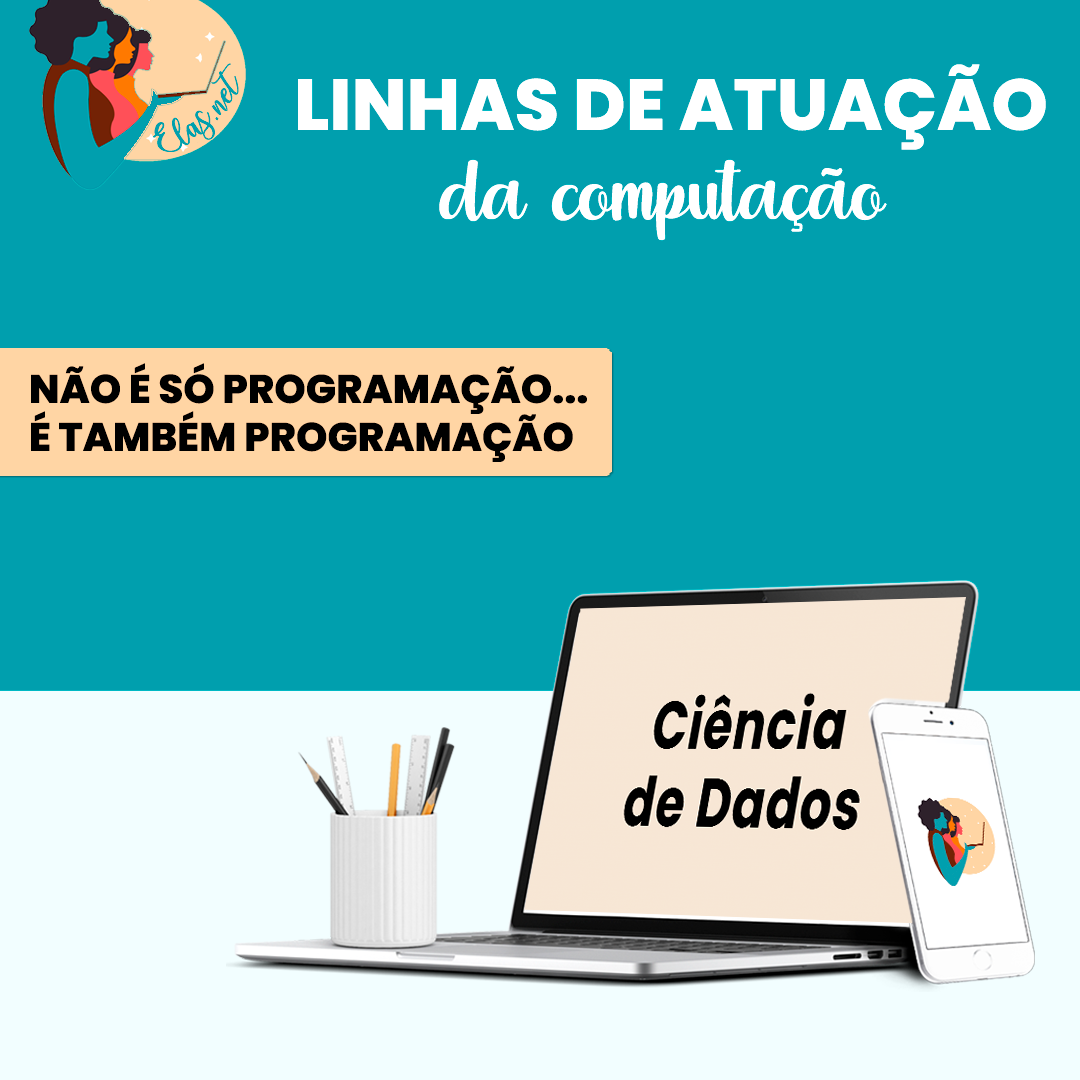 Elas.net
LINHAS DE ATUAÇÃO
da computação
NÃO É SÓ PROGRAMAÇÃO...
É TAMBÉM PROGRAMAÇÃO
Ciência
de Dados